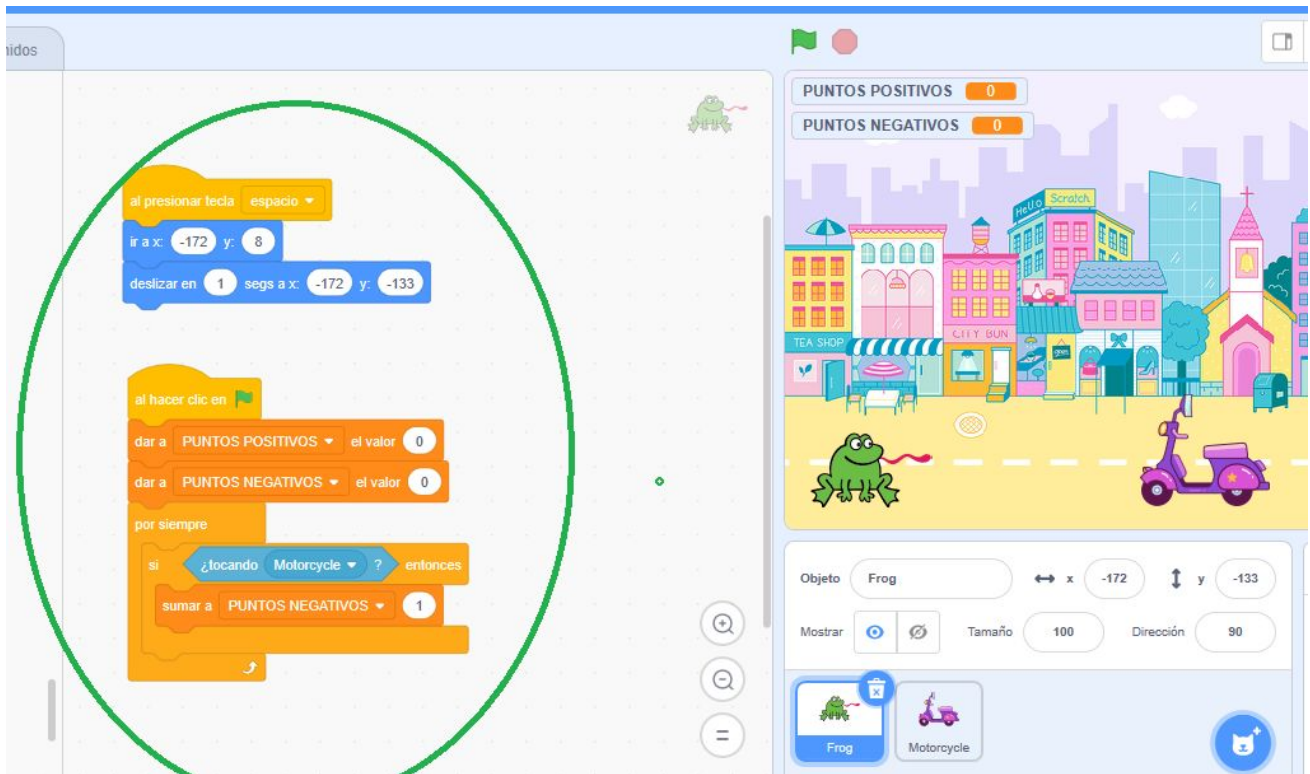 nidos
al presionar tecla espacio
ir a x: -172 y: 8
deslizar en 1 segs a x: -172 y: -133
al hacer clic en
dar a PUNTOS POSITIVOS el valor 0
dar a PUNTOS NEGATIVOS el valor 0
por siempre
si ¿tocando Motorcycle ? entonces
sumar a PUNTOS NEGATIVOS 1
PUNTOS POSITIVOS 0
PUNTOS NEGATIVOS 0
HeLLO Scratch
TEA SHOP
CITY BUN
OPEN
Objeto Frog x -172 y -133
Mostrar Tamaño 100 Dirección 90
Frog
Motorcycle